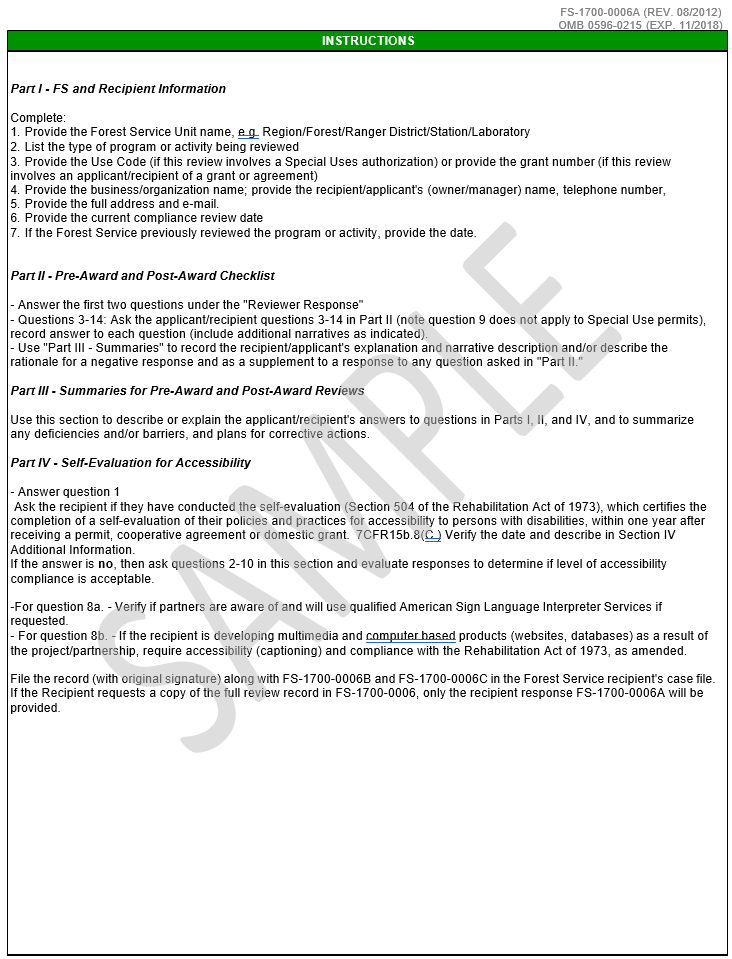 FS-1700-0006A (REV. 08/2012)
OMB 0596-0215 (EXP. 11/2018)
INSTRUCTIONS
Part I - FS and Recipient Information
Complete:
1. Provide the Forest Service Unit name, e.g. Region/Forest/Ranger District/Station/Laboratory
2. List the type of program or activity being reviewed
3. Provide the Use Code (if this review involves a Special Uses authorization) or provide the grant number (if this review
involves an applicant/recipient of a grant or agreement)
4. Provide the business/organization name; provide the recipient/applicant's (owner/manager) name, telephone number,
5. Provide the full address and e-mail.
6. Provide the current compliance review date
7. If the Forest Service previously reviewed the program or activity, provide the date.
Part II - Pre-Award and Post-Award Checklist
- Answer the first two questions under the "Reviewer Response"
- Questions 3-14: Ask the applicant/recipient questions 3-14 in Part II (note question 9 does not apply to Special Use permits),
record answer to each question (include additional narratives as indicated).
- Use "Part III - Summaries" to record the recipient/applicant's explanation and narrative description and/or describe the
rationale for a negative response and as a supplement to a response to any question asked in "Part II."
Part III - Summaries for Pre-Award and Post-Award Reviews
Use this section to describe or explain the applicant/recipient's answers to questions in Parts I, Ii, and IV, and to summarize
any deficiencies and/or barriers, and plans for corrective actions.
Part IV - Self-Evaluation for Accessibility
- Answer question 1
Ask the recipient if they have conducted the self-evaluation (Section 504 of the Rehabilitation Act of 1973), which certifies the
completion of a self-evaluation of their policies and practices for accessibility to persons with disabilities, within one year after
receiving a permit, cooperative agreement or domestic grant. 7CFR15b.8(C.) Verify the date and describe in Section IV
Additional Information.
If the answer is no, then ask questions 2-10 in this section and evaluate responses to determine if level of accessibility
compliance is acceptable.
-For question 8a. - Verify if partners are aware of and will use qualified American Sign Language Interpreter Services if
requested.
- For question 8b. - If the recipient is developing multimedia and computer based products (websites, databases) as a result of
the project/partnership, require accessibility (captioning) and compliance with the Rehabilitation Act of 1973, as amended.
File the record (with original signature) along with FS-1700-0006B and FS-1700-0006C in the Forest Service recipient's case file.
If the Recipient requests a copy of the full review record in FS-1700-0006, only the recipient response FS-1700-0006A will be
provided.
SAMPLE